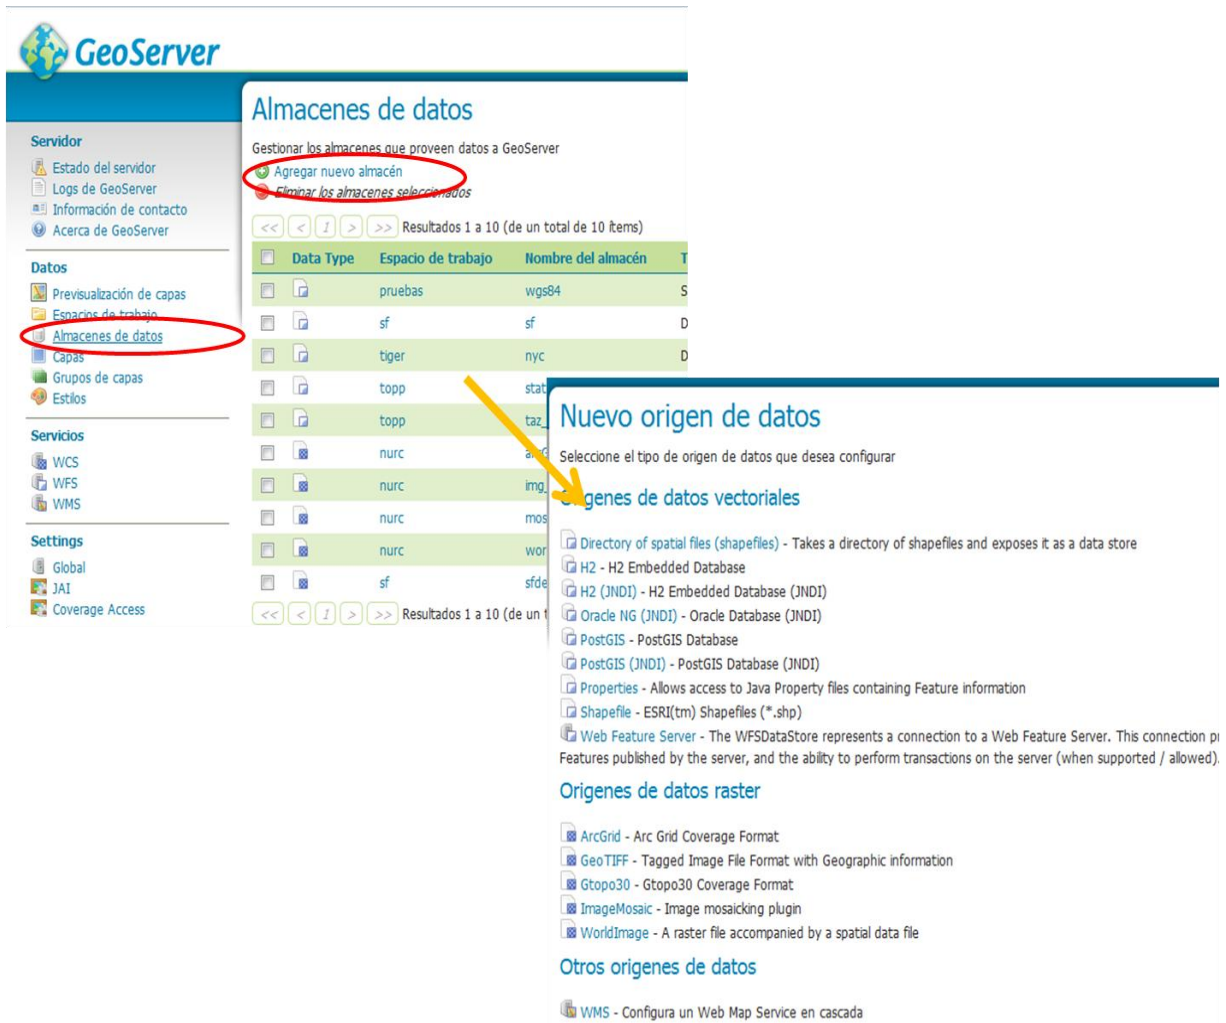 GeoServer
Almacenes de datos
Gestionar los almacenes que proveen datos a GeoServer
Agregar nuevo almacén
Eliminar los almacenes seleccionados
<< < 1 > >> Resultados 1 a 10 (de un total de 10 ítems)
Data Type Espacio de trabajo Nombre del almacén T
pruebas wgs84 S
sf sf D
tiger nyc D
topp stat
topp taz_
nurc
nurc img_
nurc mos
nurc wor
sf sfde
<< < 1 > >> Resultados 1 a 10 (de un t
Servidor
Estado del servidor
Logs de GeoServer
Información de contacto
Acerca de GeoServer
Datos
Previsualización de capas
Espacios de trabajo
Almacenes de datos
Capas
Grupos de capas
Estilos
Servicios
WCS
WFS
WMS
Settings
Global
JAI
Coverage Access
Nuevo origen de datos
Seleccione el tipo de origen de datos que desea configurar
Origenes de datos vectoriales
Directory of spatial files (shapefiles) - Takes a directory of shapefiles and exposes it as a data store
H2 - H2 Embedded Database
H2 (JNDI) - H2 Embedded Database (JNDI)
Oracle NG (JNDI) - Oracle Database (JNDI)
PostGIS - PostGIS Database
PostGIS (JNDI) - PostGIS Database (JNDI)
Properties - Allows access to Java Property files containing Feature information
Shapefile - ESRI(tm) Shapefiles (*.shp)
Web Feature Server - The WFSDataStore represents a connection to a Web Feature Server. This connection pr
Features published by the server, and the ability to perform transactions on the server (when supported / allowed).
Origenes de datos raster
ArcGrid - Arc Grid Coverage Format
GeoTIFF - Tagged Image File Format with Geographic information
Gtopo30 - Gtopo30 Coverage Format
ImageMosaic - Image mosaicking plugin
WorldImage - A raster file accompanied by a spatial data file
Otros origenes de datos
WMS - Configura un Web Map Service en cascada